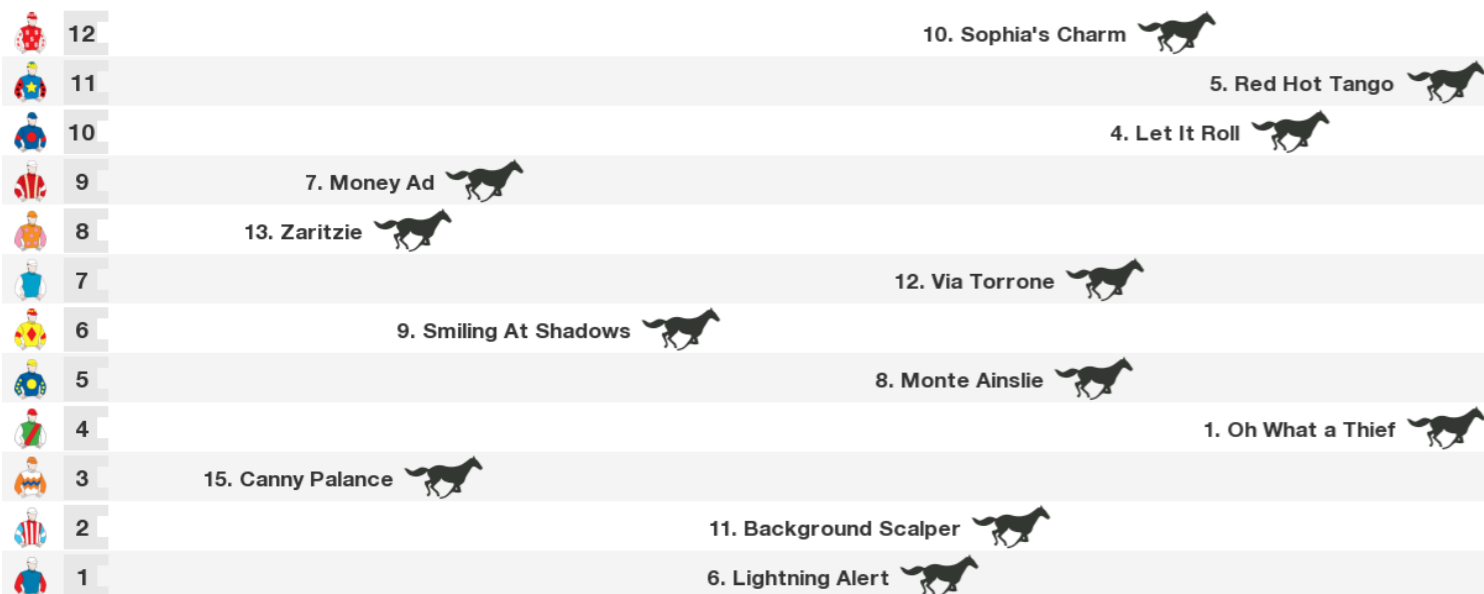 12 10. Sophia's Charm
11 5. Red Hot Tango
10 4. Let It Roll
9 7. Money Ad
8 13. Zaritzie
7 12. Via Torrone
6 9. Smiling At Shadows
5 8. Monte Ainslie
4 1. Oh What a Thief
3 15. Canny Palance
2 11. Background Scalper
1 6. Lightning Alert